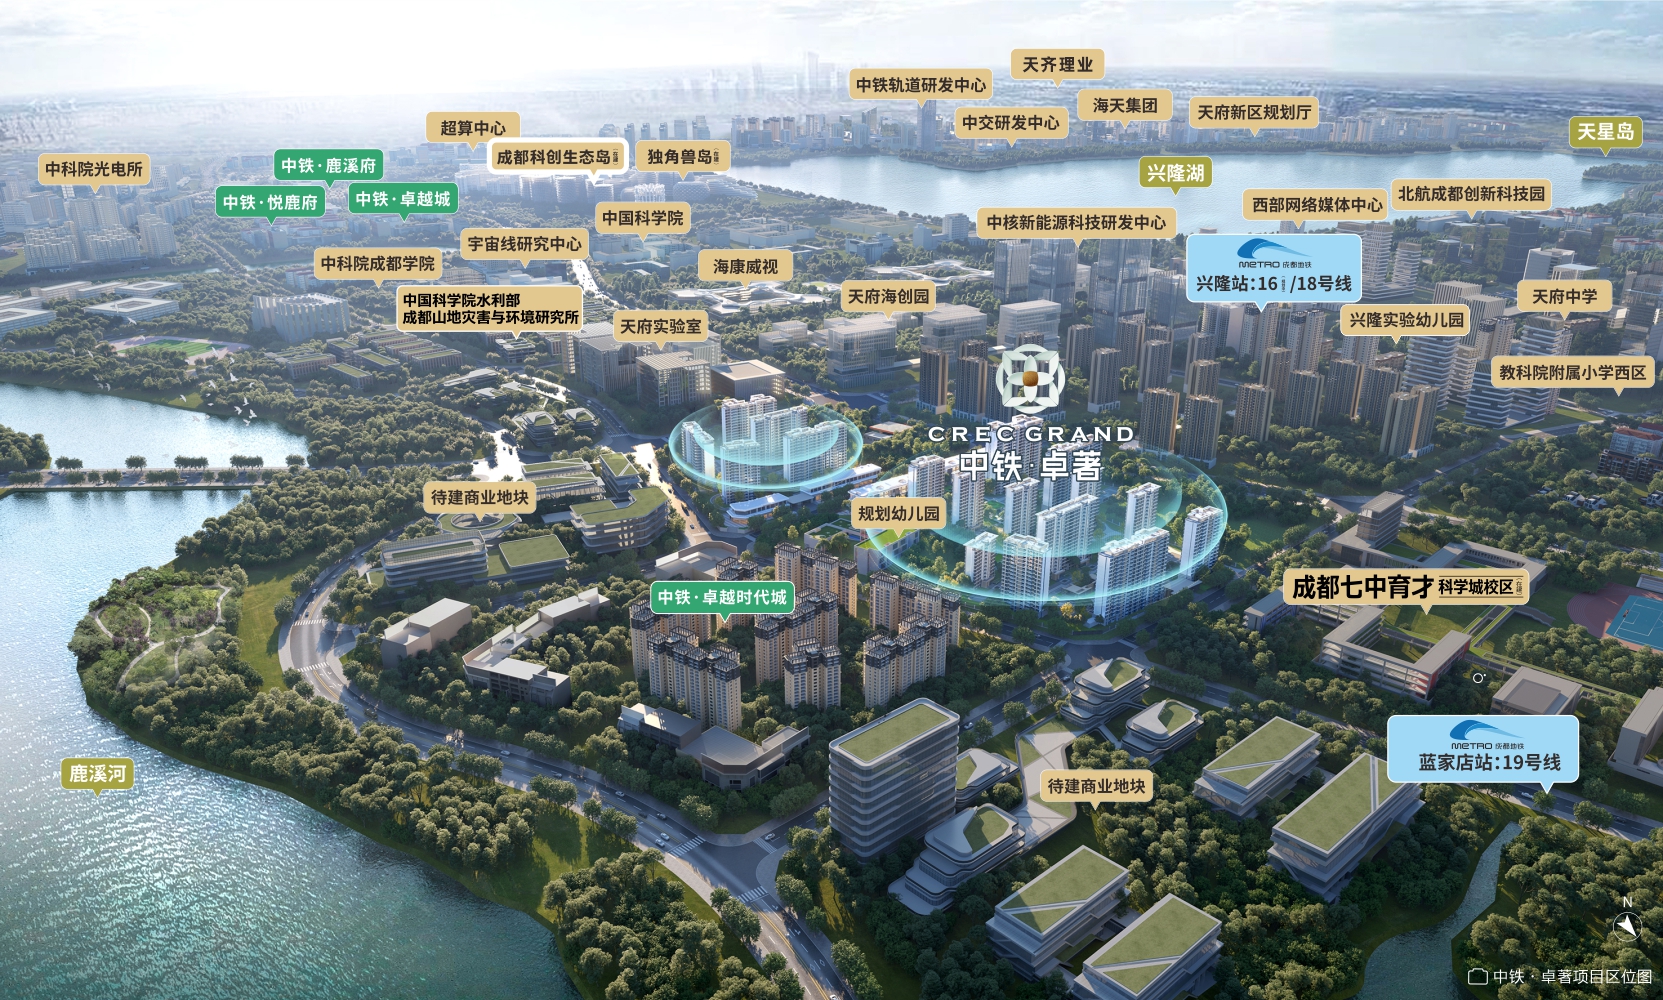 天齐理业
中铁轨道研发中心
海天集团
天府新区规划厅
中交研发中心
超算中心
天星岛
成都科创生态岛
独角兽岛
中科院光电所
中铁·鹿溪府
兴隆湖
中铁·悦鹿府
中铁·卓越城
北航成都创新科技园
西部网络媒体中心
中国科学院
中核新能源科技研发中心
宇宙线研究中心
中科院成都学院
海康威视
METRO 成都地铁
兴隆站:16/18号线
天府海创园
天府中学
中国科学院水利部
成都山地灾害与环境研究所
天府实验室
兴隆实验幼儿园
教科院附属小学西区
CREC GRAND
中铁·卓著
待建商业地块
规划幼儿园
成都七中育才 科学城校区
中铁·卓越时代城
METRO 成都地铁
蓝家店站:19号线
鹿溪河
待建商业地块
N
中铁·卓著项目区位图